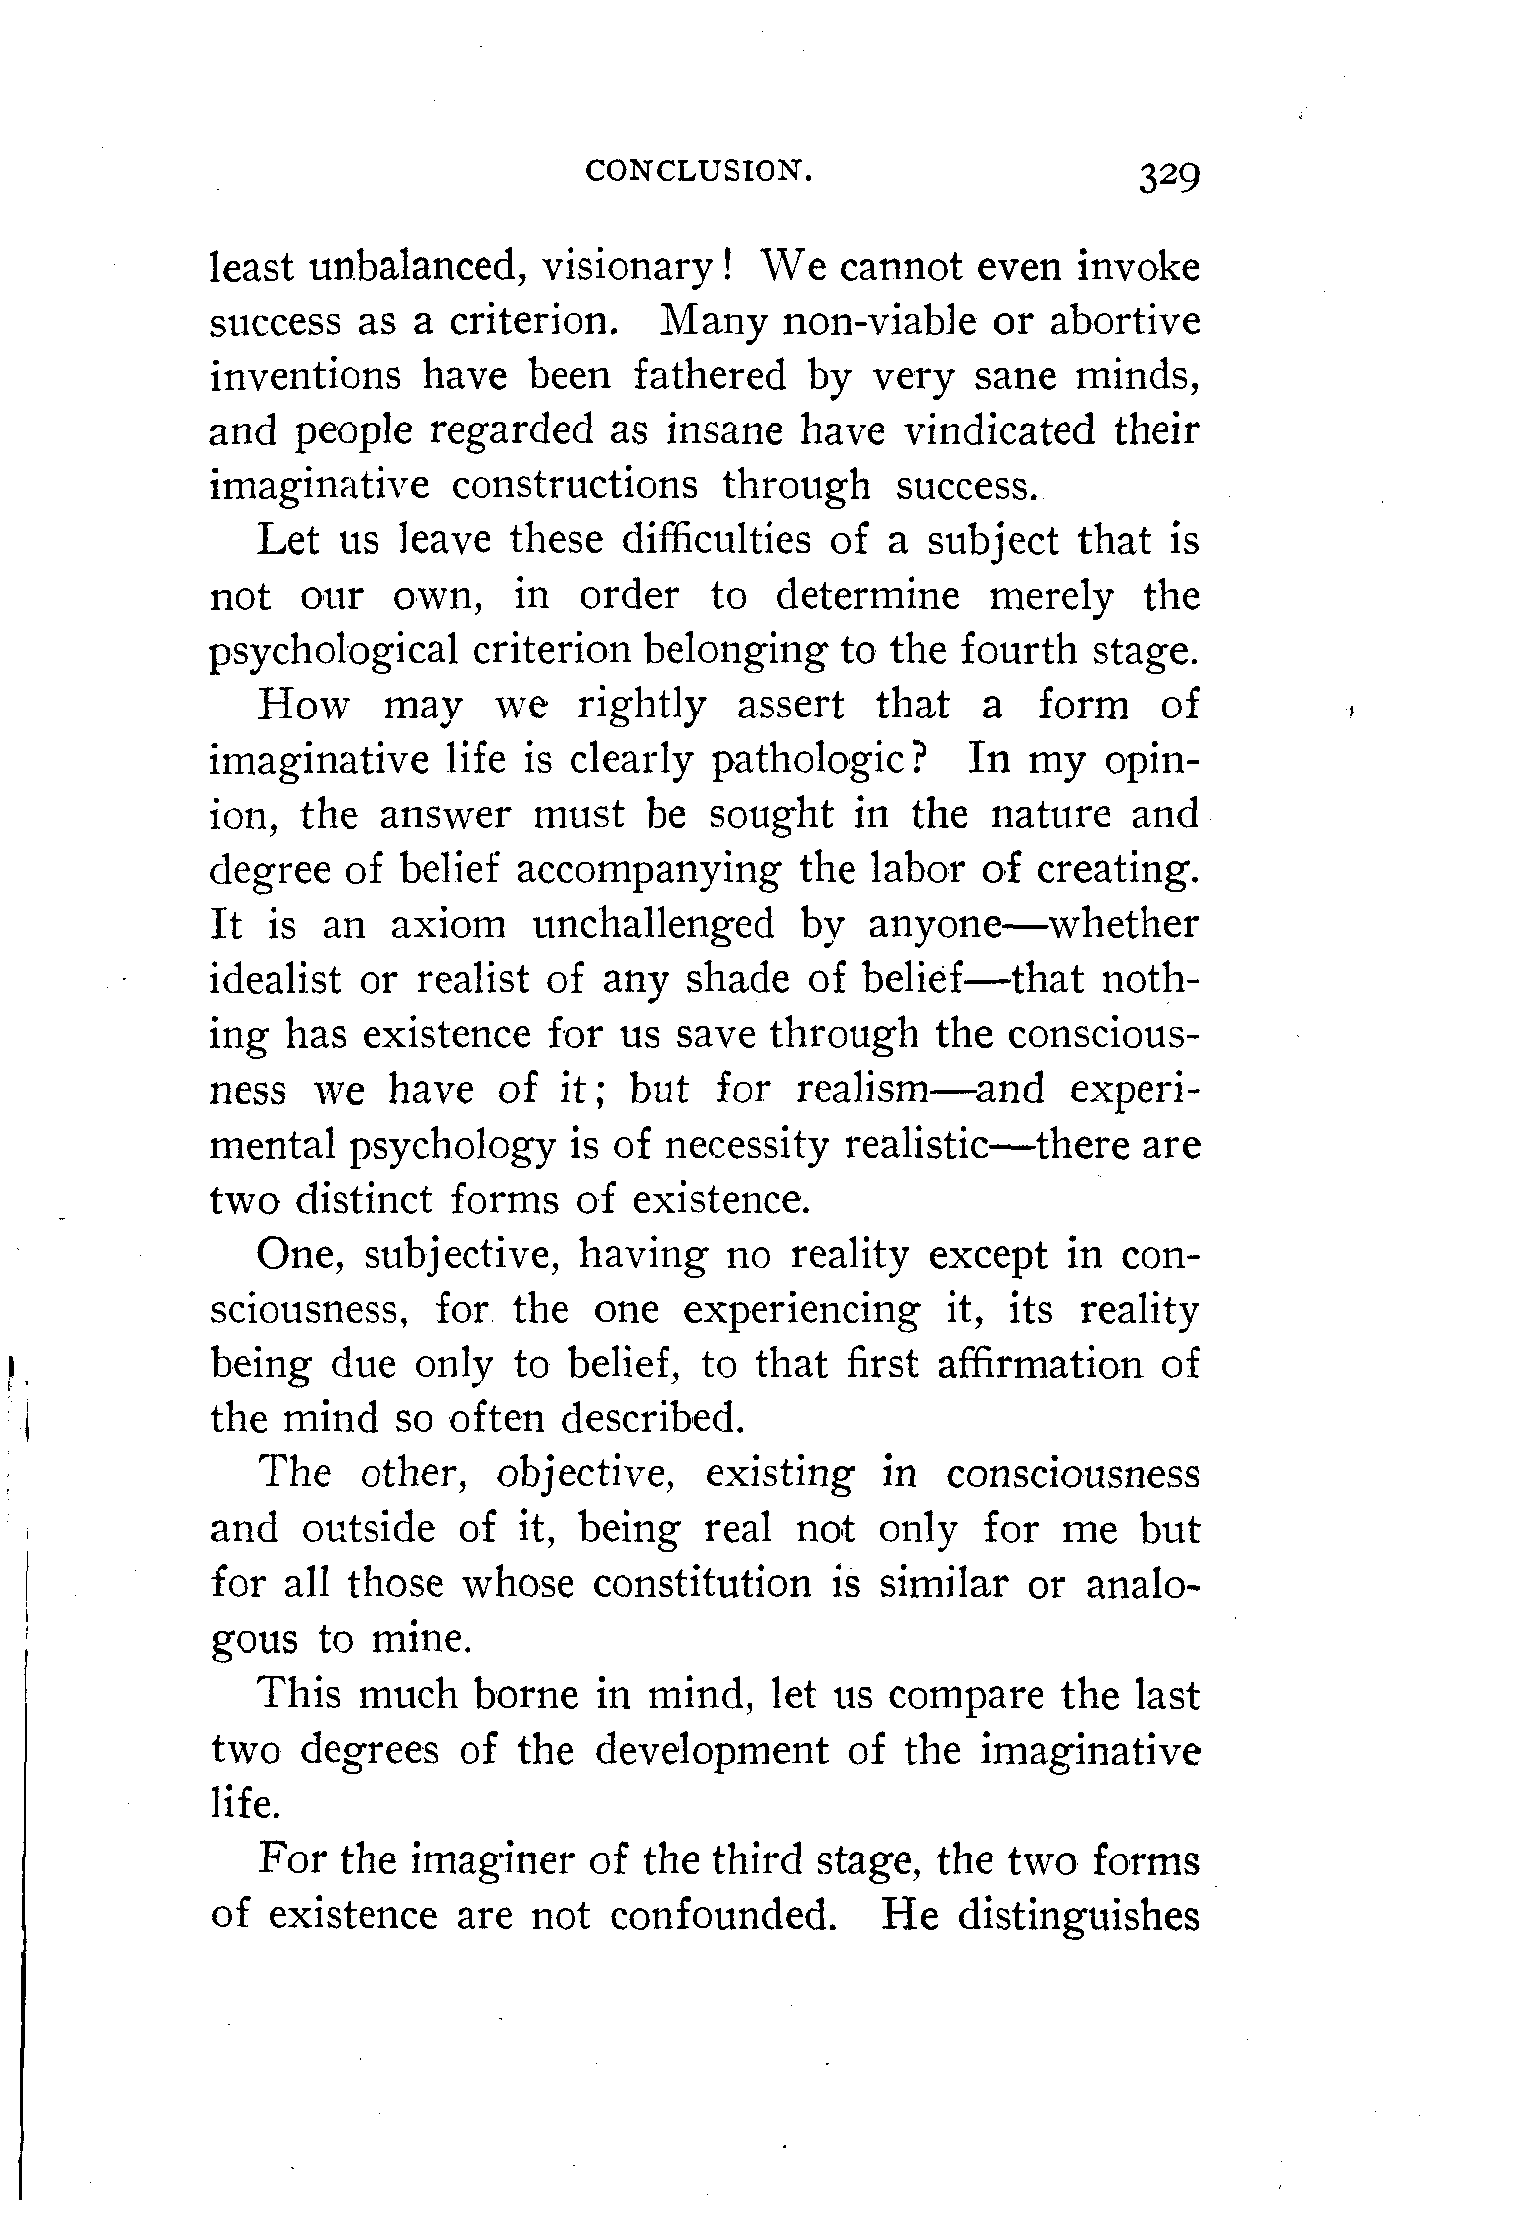 CONCLUSION. 329
least unbalanced, visionary! We cannot even invoke
success as a criterion. Many non-viable or abortive
inventions have been fathered by very sane minds,
and people regarded as insane have vindicated their
imaginative constructions through success.
Let us leave these difficulties of a subject that is
not our own, in order to determine merely the
psychological criterion belonging to the fourth stage.
How may we rightly assert that a form of
imaginative life is clearly pathologic? In my opin-
ion, the answer must be sought in the nature and
degree of belief accompanying the labor of creating.
It is an axiom unchallenged by anyone—whether
idealist or realist of any shade of belief—that noth-
ing has existence for us save through the conscious-
ness we have of it; but for realism—and experi-
mental psychology is of necessity realistic—there are
two distinct forms of existence.
One, subjective, having no reality except in con-
sciousness, for the one experiencing it, its reality
being due only to belief, to that first affirmation of
the mind so often described.
The other, objective, existing in consciousness
and outside of it, being real not only for me but
for all those whose constitution is similar or analo-
gous to mine.
This much borne in mind, let us compare the last
two degrees of the development of the imaginative
life.
For the imaginer of the third stage, the two forms
of existence are not confounded. He distinguishes